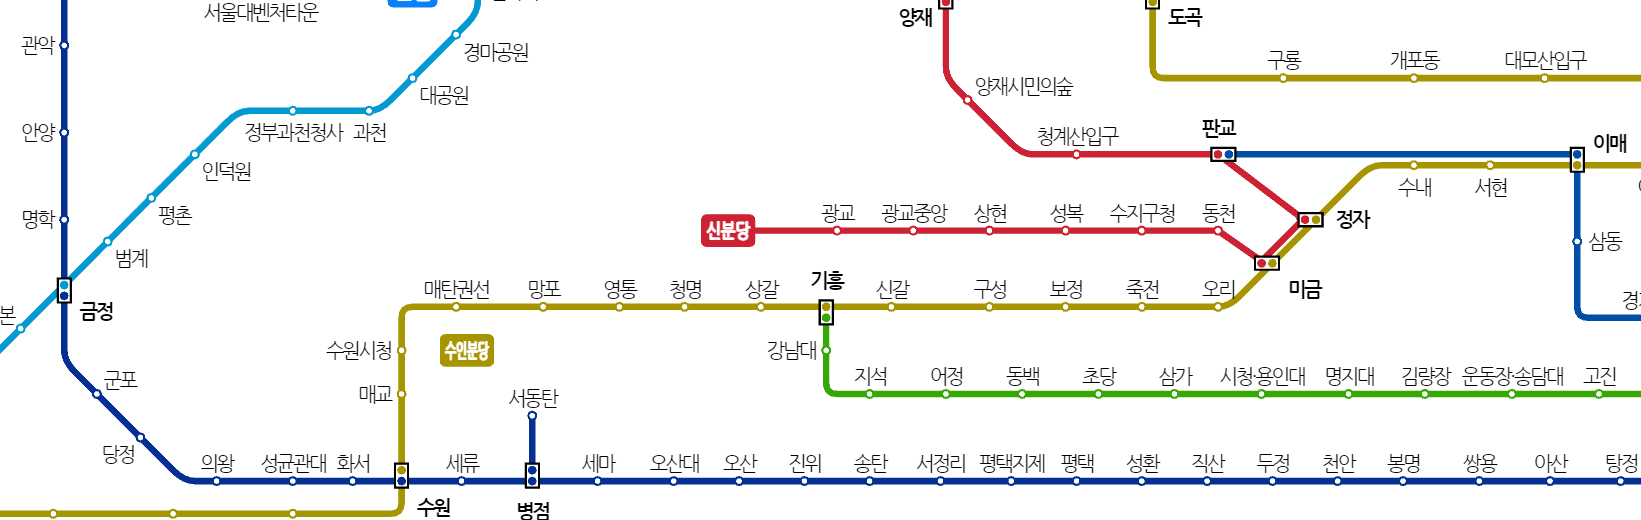 서울대벤처타운
양재
도곡
관악
경마공원
구룡
개포동
대모산입구
대공원
양재시민의숲
안양
정부과천청사
과천
청계산입구
판교
이매
인덕원
수내
서현
평촌
명학
신분당
광교
광교중앙
상현
성복
수지구청
동천
정자
삼동
범계
금정
매탄권선
망포
영통
청명
상갈
기흥
신갈
구성
보정
죽전
오리
미금
본
수원시청
수인분당
강남대
군포
매교
서동탄
지석
어정
동백
초당
삼가
시청·용인대
명지대
김량장
운동장·송담대
고진
당정
의왕
성균관대
화서
세류
세마
오산대
오산
진위
송탄
서정리
평택지제
평택
성환
직산
두정
천안
봉명
쌍용
아산
탕정
수원
병점